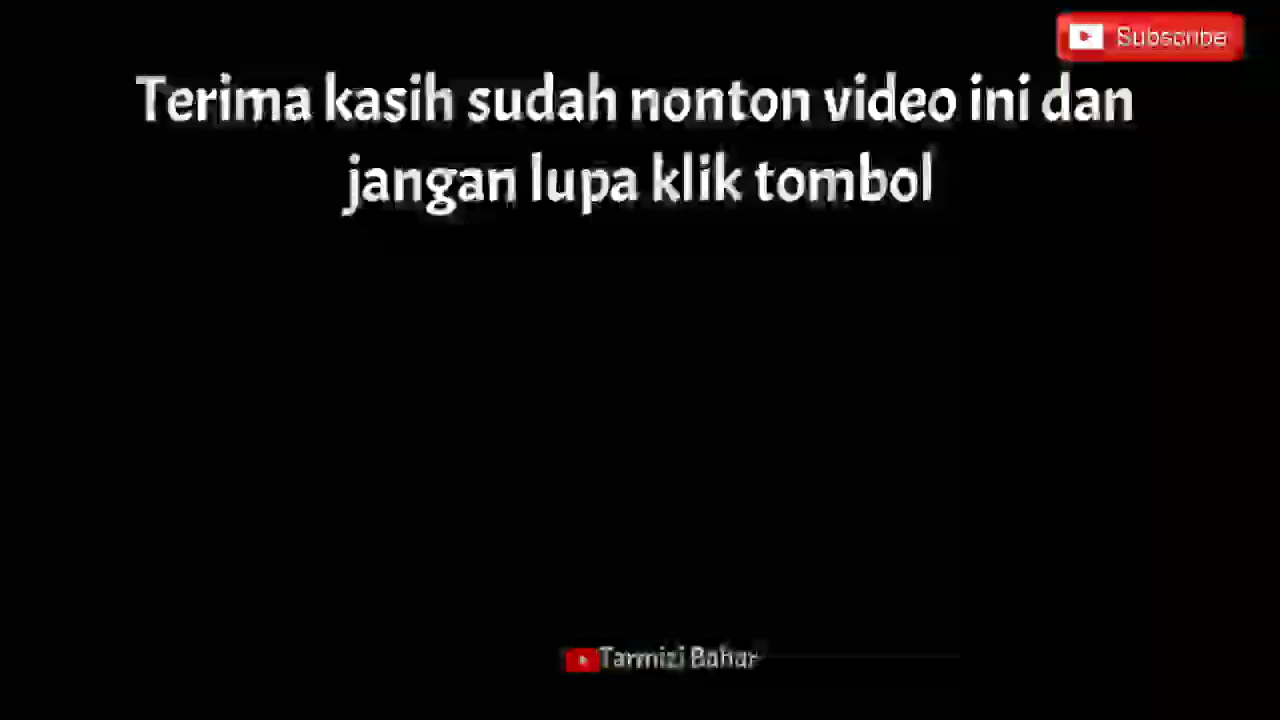 Subscribe
Terima kasih sudah nonton video ini dan
jangan lupa klik tombol
Tarmizi Bahar